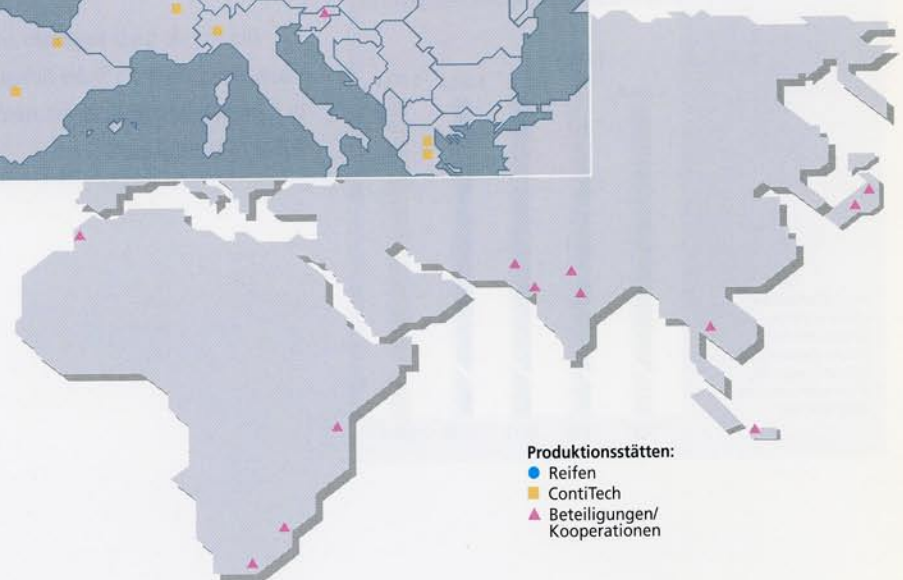 Produktionsstätten:
Reifen
ContiTech
Beteiligungen/
Kooperationen